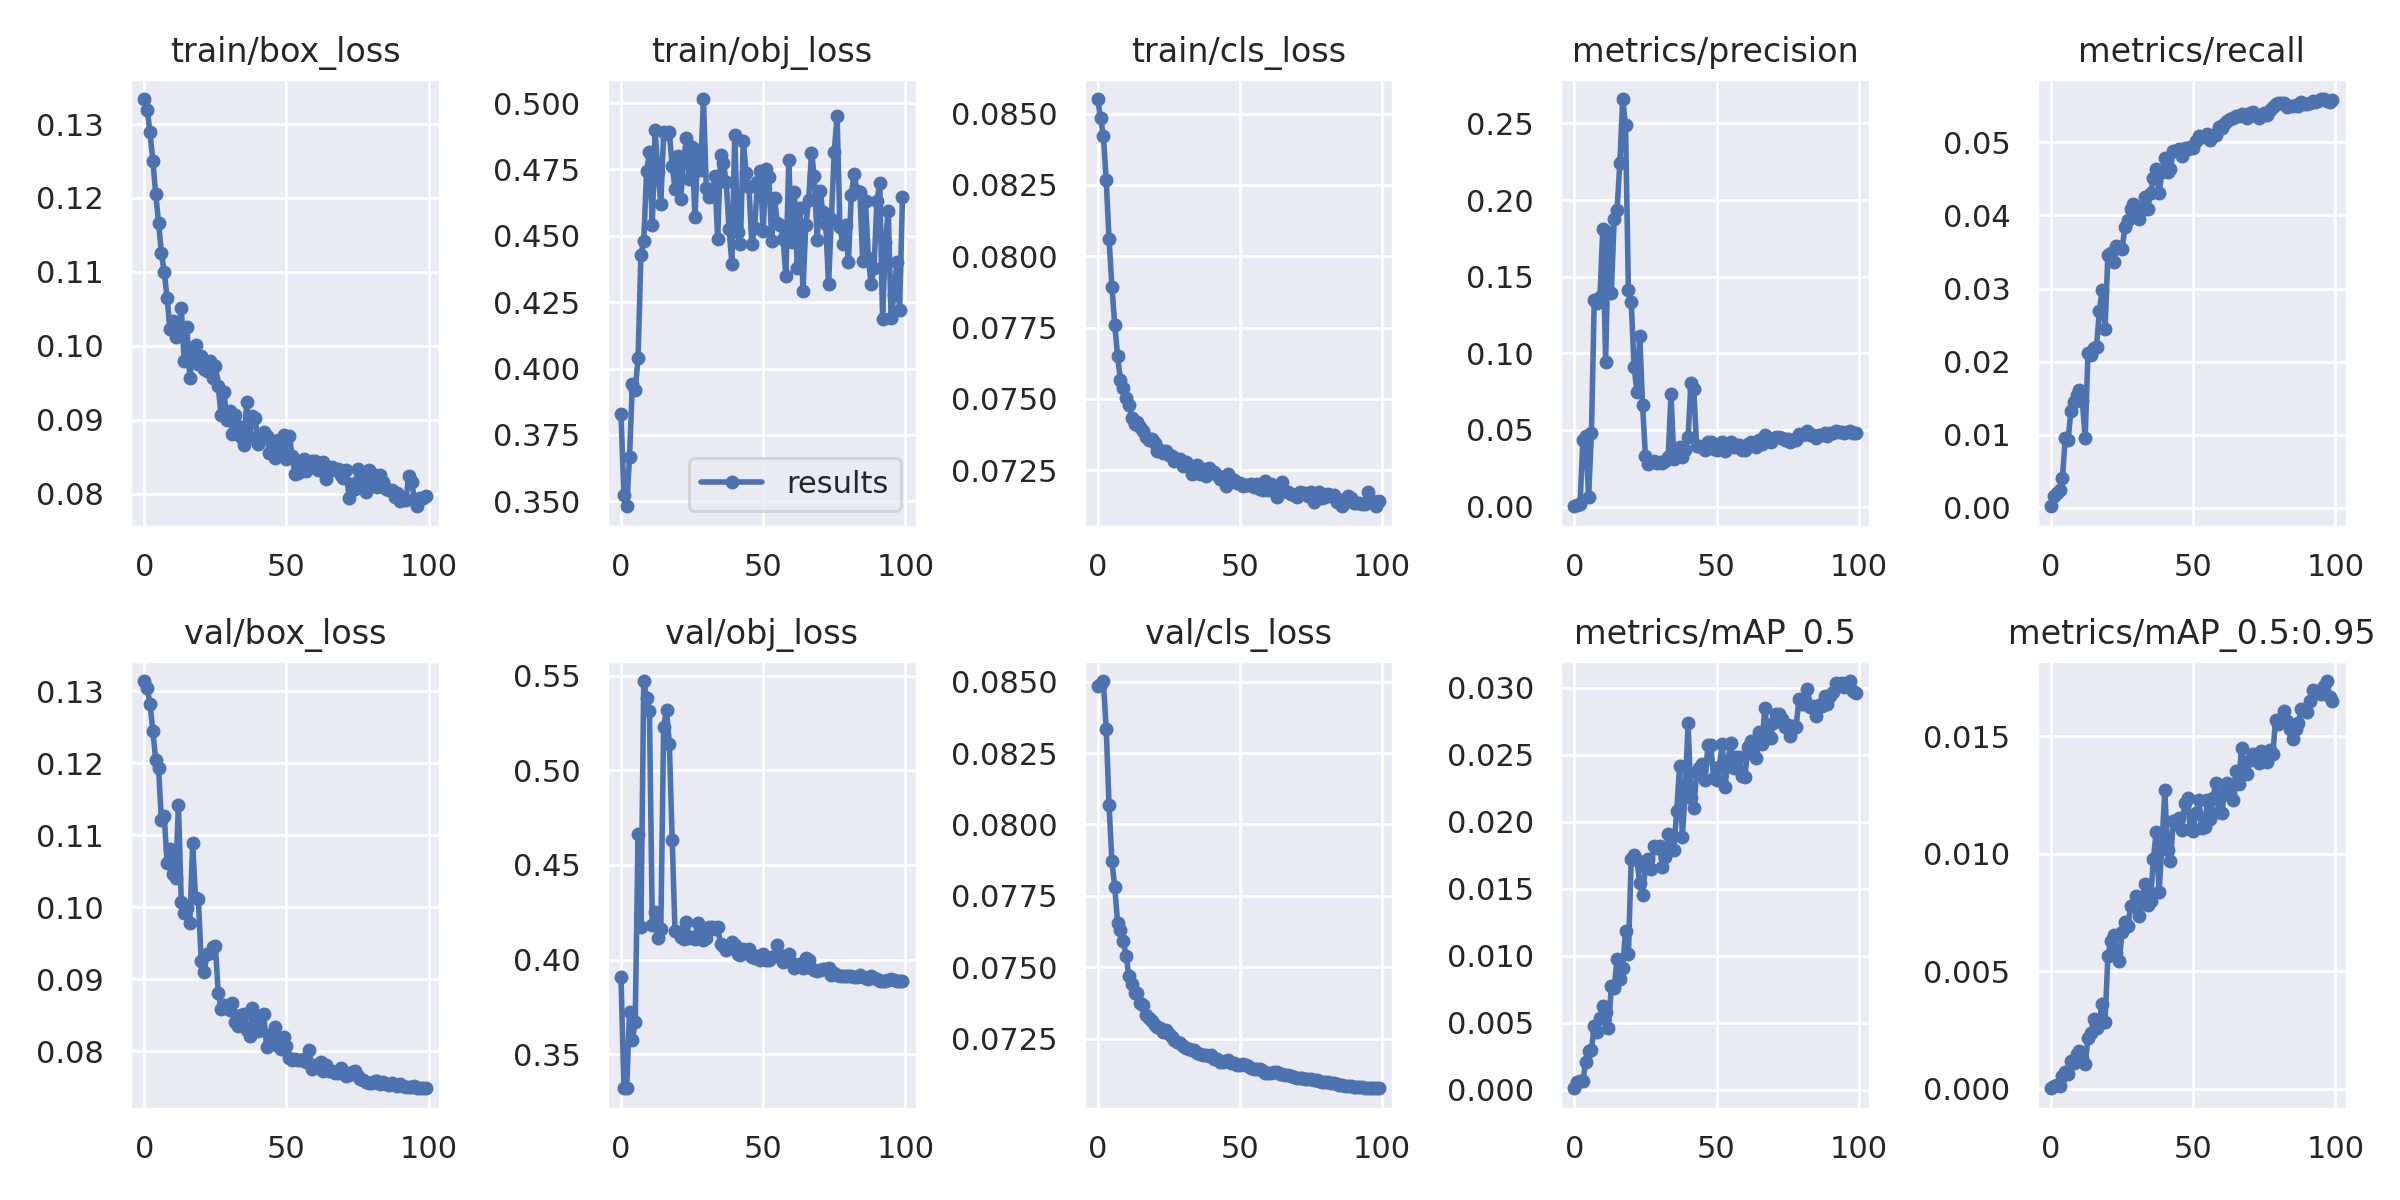 train/box_loss
0.13
0.12
0.11
0.10
0.09
0.08
0 50 100
train/obj_loss
0.500
0.475
0.450
0.425
0.400
0.375
0.350
results
0 50 100
train/cls_loss
0.0850
0.0825
0.0800
0.0775
0.0750
0.0725
0 50 100
metrics/precision
0.25
0.20
0.15
0.10
0.05
0.00
0 50 100
metrics/recall
0.05
0.04
0.03
0.02
0.01
0.00
0 50 100
val/box_loss
0.13
0.12
0.11
0.10
0.09
0.08
0 50 100
val/obj_loss
0.55
0.50
0.45
0.40
0.35
0 50 100
val/cls_loss
0.0850
0.0825
0.0800
0.0775
0.0750
0.0725
0 50 100
metrics/mAP_0.5
0.030
0.025
0.020
0.015
0.010
0.005
0.000
0 50 100
metrics/mAP_0.5:0.95
0.015
0.010
0.005
0.000
0 50 100